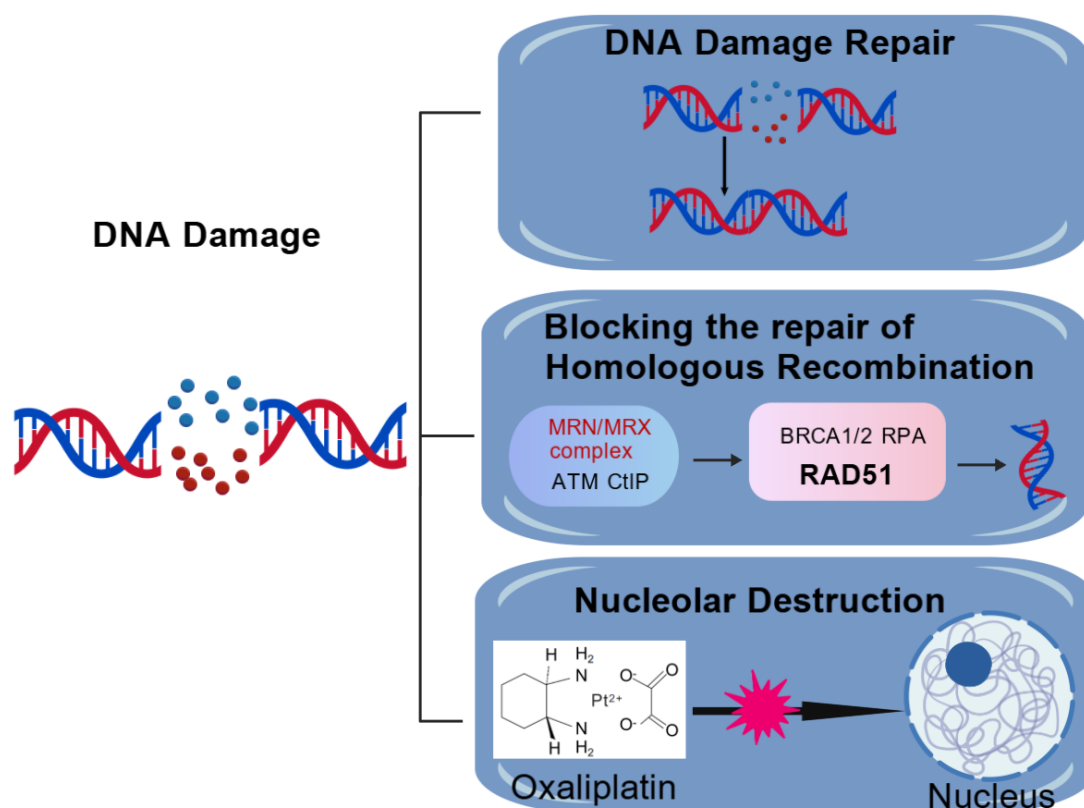 DNA Damage
DNA Damage Repair
Blocking the repair of
Homologous Recombination
MRN/MRX
complex
ATM CtIP
BRCA1/2 RPA
RAD51
Nucleolar Destruction
H
H₂
N
O⁻
O
Pt²⁺
O⁻
O
N
H
H₂
Oxaliplatin
Nucleus